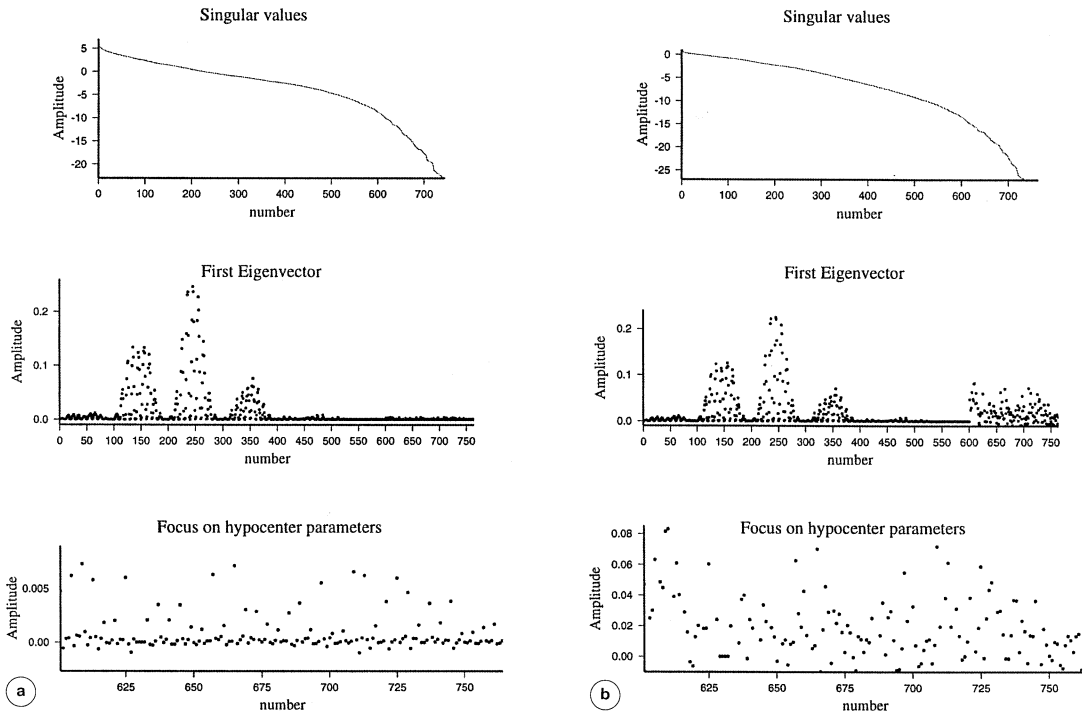 Singular values
5
0
-5
-10
-15
-20
Amplitude
0 100 200 300 400 500 600 700
number
First Eigenvector
0.2
0.1
0.0
Amplitude
0 50 100 150 200 250 300 350 400 450 500 550 600 650 700 750
number
Focus on hypocenter parameters
0.005
0.00
Amplitude
625 650 675 700 725 750
number
a
Singular values
0
-5
-10
-15
-20
-25
Amplitude
0 100 200 300 400 500 600 700
number
First Eigenvector
0.2
0.1
0.0
Amplitude
0 50 100 150 200 250 300 350 400 450 500 550 600 650 700 750
number
Focus on hypocenter parameters
0.08
0.06
0.04
0.02
0.00
Amplitude
625 650 675 700 725 750
number
b